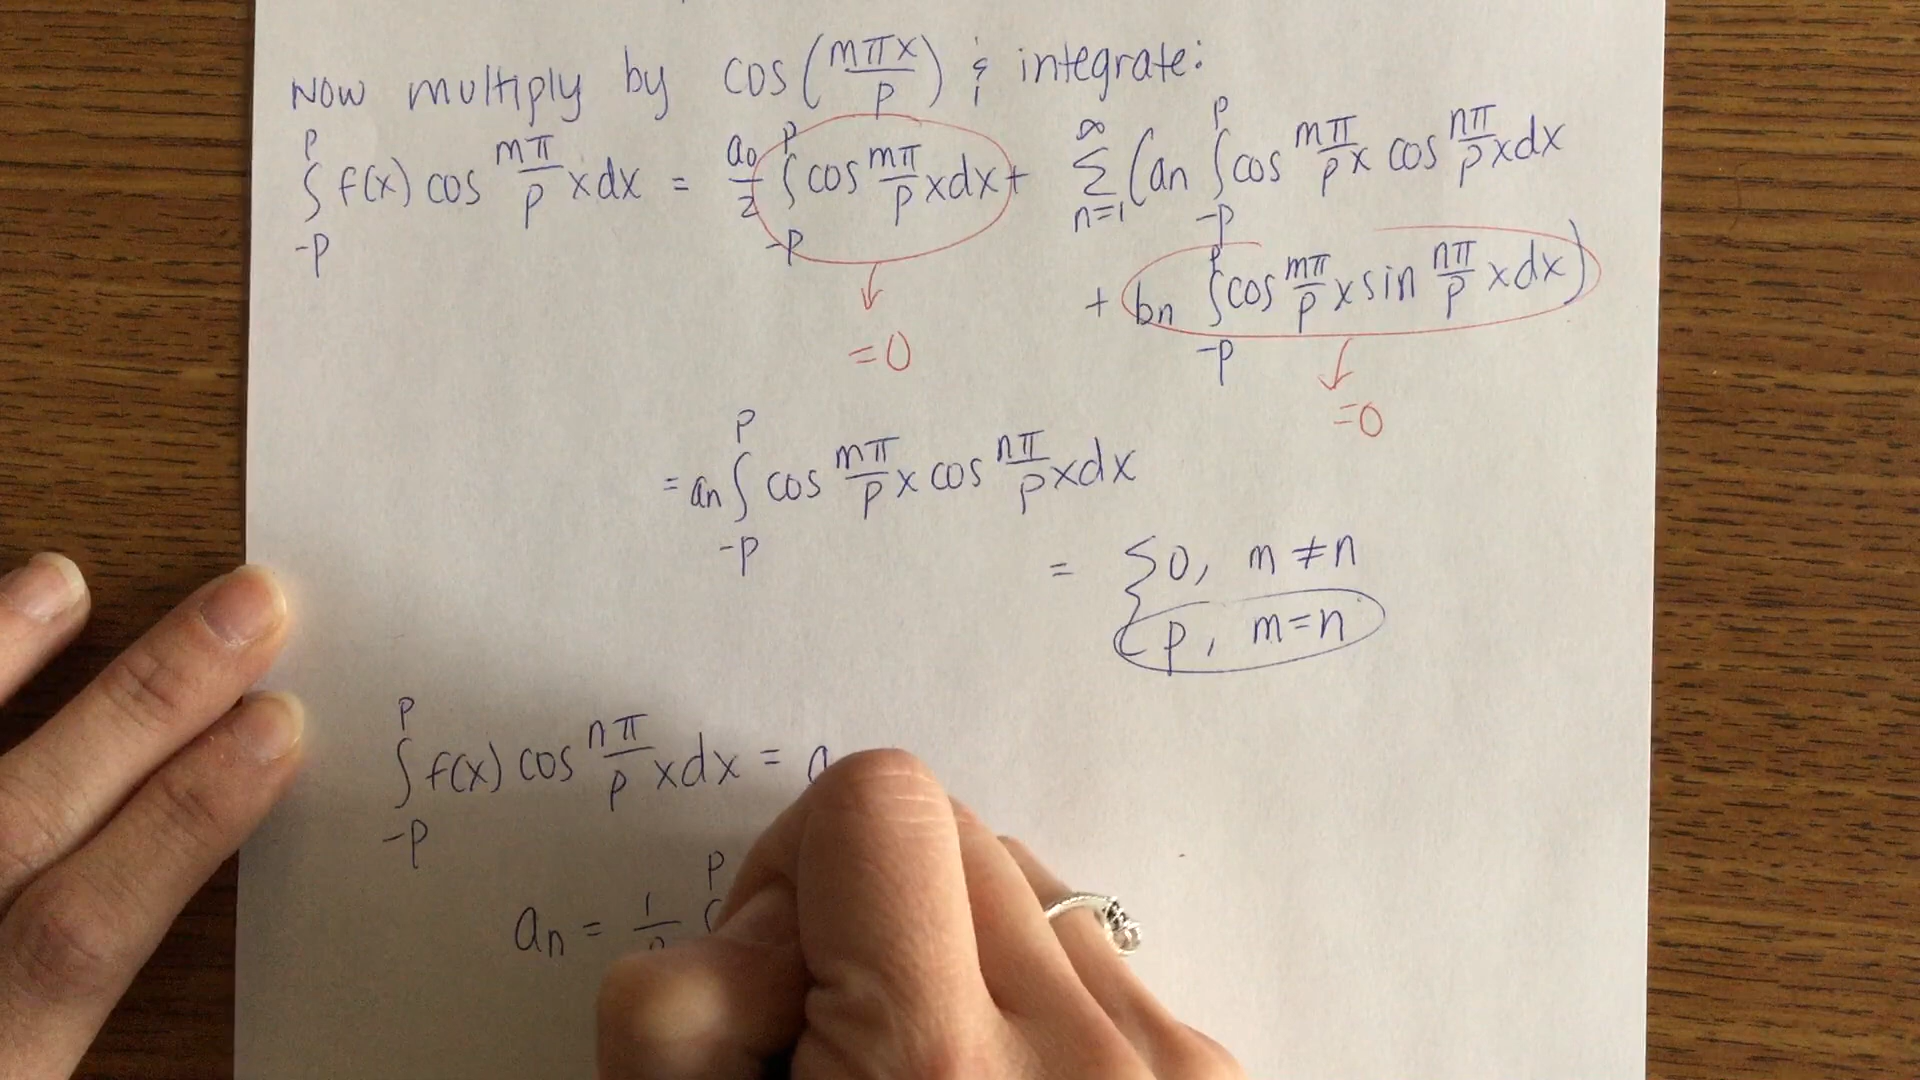 Now multiply by cos(mπx/p) & integrate:
∫_{-p}^{p} f(x) cos mπ/p x dx = a₀/2 ∫_{-p}^{p} cos mπ/p x dx + ∑_{n=1}^{∞} (an ∫_{-p}^{p} cos mπ/p x cos nπ/p x dx
+ bn ∫_{-p}^{p} cos mπ/p x sin nπ/p x dx)
=0
=0
= an ∫_{-p}^{p} cos mπ/p x cos nπ/p x dx
= { 0, m ≠ n
p, m = n
∫_{-p}^{p} f(x) cos nπ/p x dx = a
an = 1/p ∫^{p}